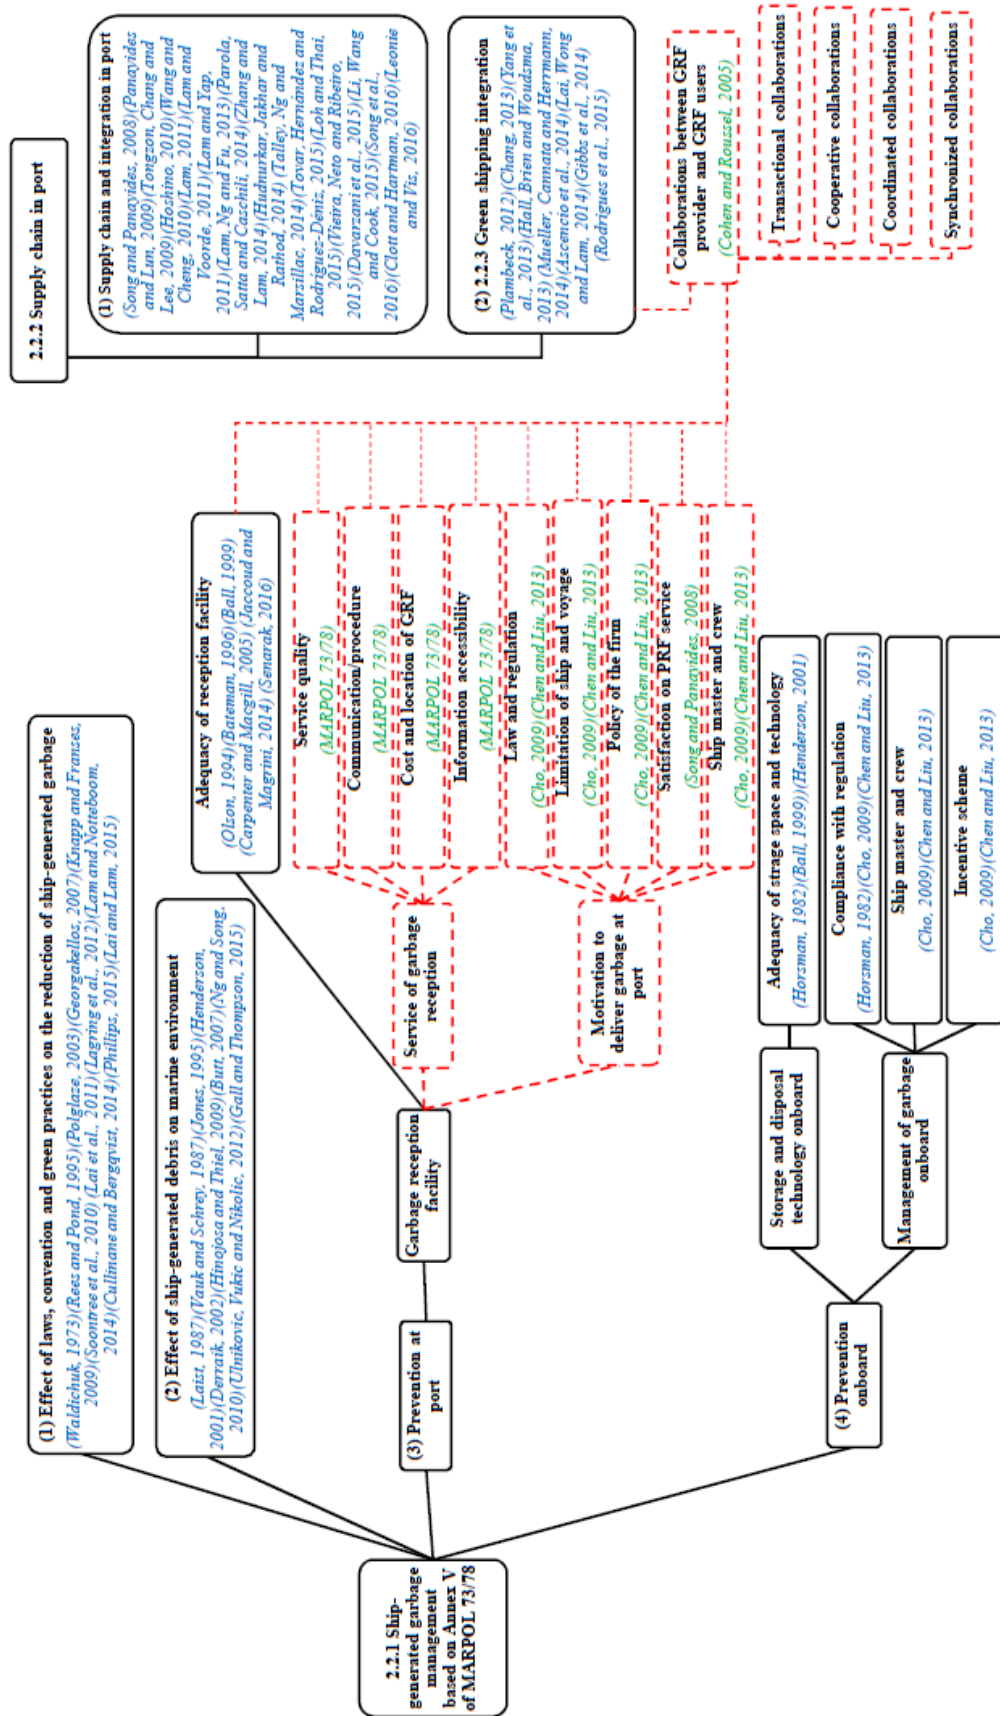 2.2.1 Ship-
generated garbage
management
based on Annex V
of MARPOL 73/78
(1) Effect of laws, convention and green practices on the reduction of ship-generated garbage
(Waldichuk, 1973)(Rees and Pond, 1995)(Polglaze, 2003)(Georgakellos, 2007)(Knapp and Franses,
2009)(Soontree et al., 2010) (Lai et al., 2011)(Lagring et al., 2012)(Lam and Notteboom,
2014)(Cullinane and Bergqvist, 2014)(Phillips, 2015)(Lai and Lam, 2015)
(2) Effect of ship-generated debris on marine environment
(Laist, 1987)(Vauk and Schrey, 1987)(Jones, 1995)(Henderson,
2001)(Derraik, 2002)(Hinojosa and Thiel, 2009)(Butt, 2007)(Ng and Song,
2010)(Ulnikovic, Vukic and Nikolic, 2012)(Gall and Thompson, 2015)
(3) Prevention at
port
Garbage reception
facility
Adequacy of reception facility
(OLson, 1994)(Bateman, 1996)(Ball, 1999)
(Carpenter and Macgill, 2005) (Jaccoud and
Magrini, 2014) (Semarak, 2016)
Service of garbage
reception
Service quality
(MARPOL 73/78)
Communication/procedure
(MARPOL 73/78)
Cost and location of GRF
(MARPOL 73/78)
Information accessibility
(MARPOL 73/78)
Motivation to
deliver garbage at
port
Law and regulation
(Cho, 2009)(Chen and Liu, 2013)
Limitation of ship and voyage
(Cho, 2009)(Chen and Liu, 2013)
Policy of the firm
(Cho, 2009)(Chen and Liu, 2013)
Satisfaction on PRF service
(Song and Panayides, 2008)
Ship master and crew
(Cho, 2009)(Chen and Liu, 2013)
(4) Prevention
onboard
Storage and disposal
technology onboard
Adequacy of strage space and technology
(Horsman, 1982)(Ball, 1999))(Henderson, 2001)
Management of garbage
onboard
Compliance with regulation
(Horsman, 1982)(Cho, 2009)(Chen and Liu, 2013)
Ship master and crew
(Cho, 2009)(Chen and Liu, 2013)
Incentive scheme
(Cho, 2009)(Chen and Liu, 2013)
2.2.2 Supply chain in port
(1) Supply chain and integration in port
(Song and Panayides, 2008)(Panayides
and Lun, 2009)(Tongzon, Chang and
Lee, 2009)(Hoshino, 2010)(Wang and
Cheng, 2010)(Lam, 2011)(Lam and
Voorde, 2011)(Lam and Yap,
2011)(Lam, Ng and Fu, 2013)(Parola,
Satta and Caschili, 2014)(Zhang and
Lam, 2014)(Hudnurkar, Jakhar and
Rathod, 2014) (Talley, Ng and
Marsillac, 2014)(Tovar, Hernández and
Rodríguez-Déniz, 2015)(Loh and Thai,
2015)(Vieira, Neto and Ribeiro,
2015)(Davarzani et al., 2015)(Li, Wang
and Cook, 2015)(Song et al.,
2016)(Clott and Hartman, 2016)(Leonie
and Vis, 2016)
(2) 2.2.3 Green shipping integration
(Plambeck, 2012)(Chang, 2013)(Yang et
al., 2013)(Hall, Brien and Woudsma,
2013) (Mueller, Cannata and Herrmann,
2014)(Ascencio et al., 2014)(Lai, Wong
and Lam, 2014)(Gibbs et al., 2014)
(Rodrigues et al., 2015)
Collaborations between GRF
provider and GRF users
(Cohen and Roussel, 2005)
Transactional collaborations
Cooperative collaborations
Coordinated collaborations
Synchronized collaborations